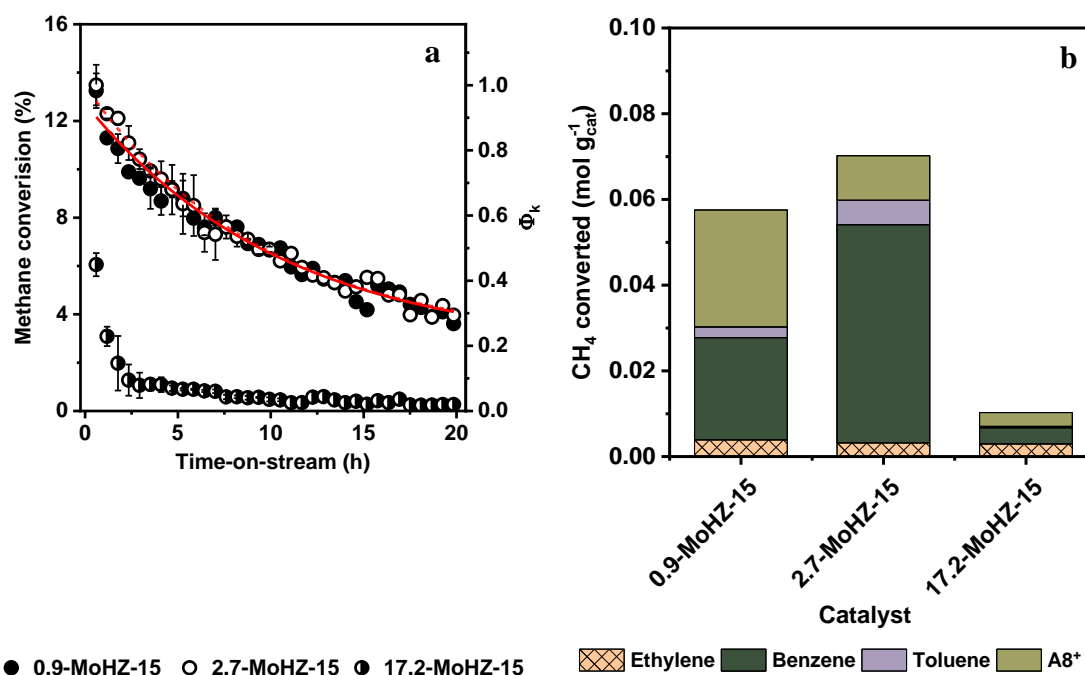 a
16
12
8
4
0
Methane converision (%)
1.0
0.8
0.6
0.4
0.2
0.0
Φk
0 5 10 15 20
Time-on-stream (h)
0.9-MoHZ-15 2.7-MoHZ-15 17.2-MoHZ-15
b
0.10
0.08
0.06
0.04
0.02
0.00
CH4 converted (mol g-1cat)
0.9-MoHZ-15
2.7-MoHZ-15
17.2-MoHZ-15
Catalyst
Ethylene Benzene Toluene A8+